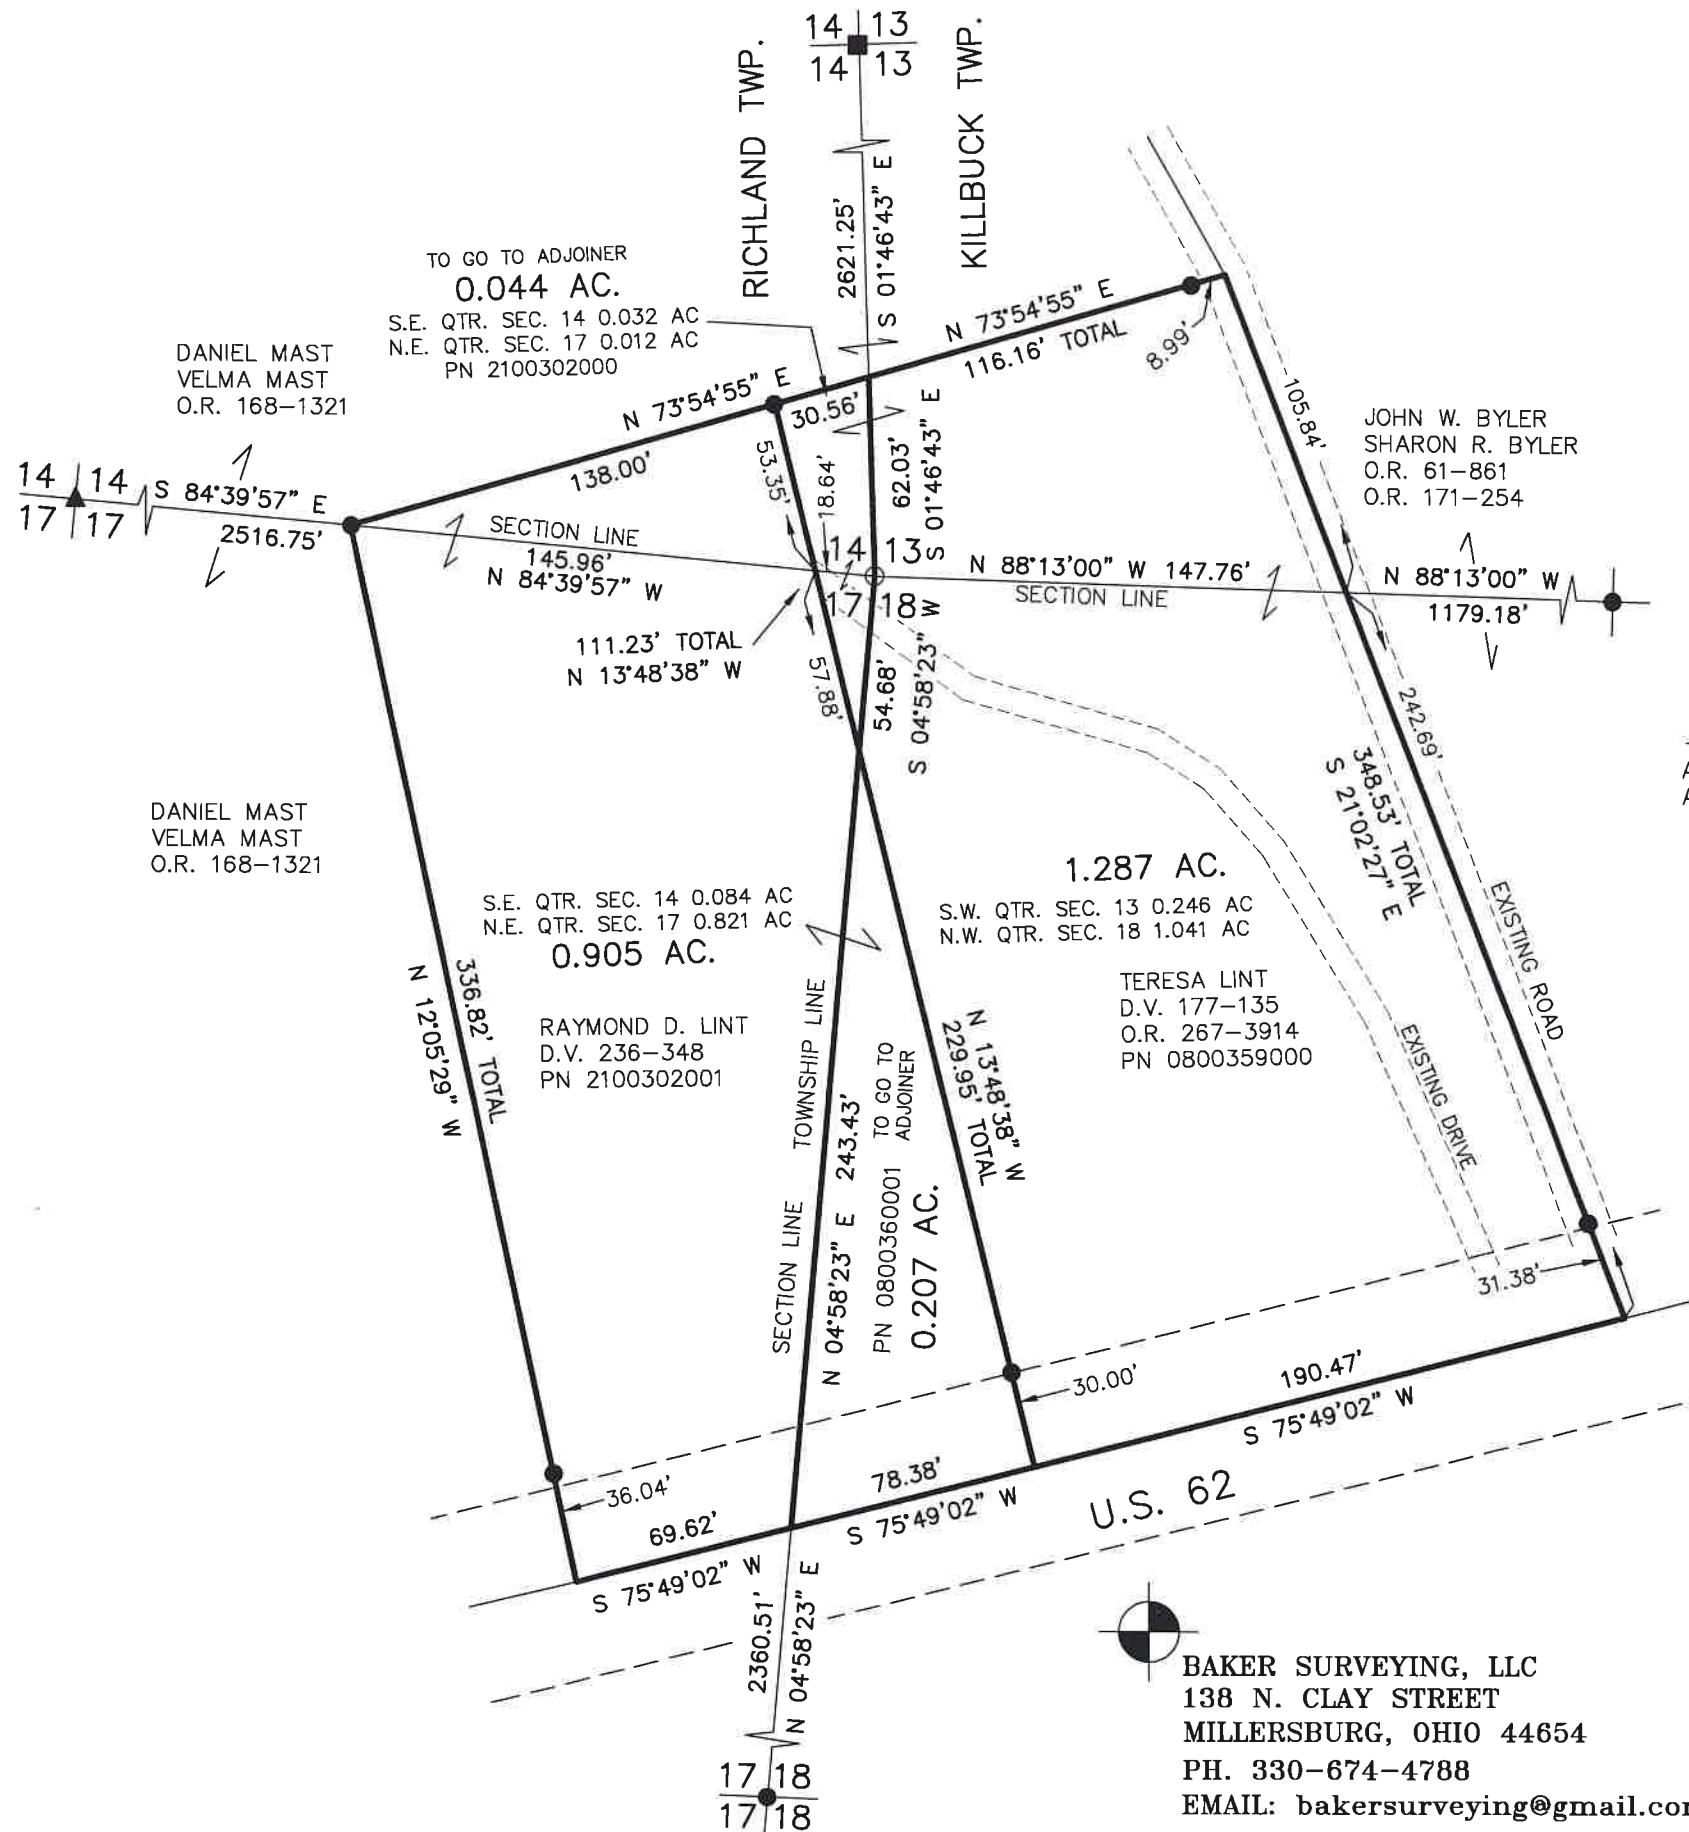 14 13
14 13
RICHLAND TWP.
KILLBUCK TWP.
2621.25'
S 01°46'43" E
TO GO TO ADJOINER
0.044 AC.
S.E. QTR. SEC. 14 0.032 AC
N.E. QTR. SEC. 17 0.012 AC
PN 2100302000
DANIEL MAST
VELMA MAST
O.R. 168-1321
N 73°54'55" E
138.00'
N 73°54'55" E
30.56'
N 73°54'55" E
116.16' TOTAL
8.99'
105.84'
JOHN W. BYLER
SHARON R. BYLER
O.R. 61-861
O.R. 171-254
14 14
17 17
S 84°39'57" E
2516.75'
SECTION LINE
145.96'
N 84°39'57" W
53.35'
18.64'
62.03'
S 01°46'43" E
14 13
17 18
N 88°13'00" W 147.76'
SECTION LINE
N 88°13'00" W
1179.18'
111.23' TOTAL
N 13°48'38" W
57.88'
54.68'
S 04°58'23" W
242.69'
348.53' TOTAL
S 21°02'27" E
DANIEL MAST
VELMA MAST
O.R. 168-1321
S.E. QTR. SEC. 14 0.084 AC
N.E. QTR. SEC. 17 0.821 AC
0.905 AC.
RAYMOND D. LINT
D.V. 236-348
PN 2100302001
1.287 AC.
S.W. QTR. SEC. 13 0.246 AC
N.W. QTR. SEC. 18 1.041 AC
TERESA LINT
D.V. 177-135
O.R. 267-3914
PN 0800359000
EXISTING ROAD
EXISTING DRIVE
336.82' TOTAL
N 12°05'29" W
SECTION LINE TOWNSHIP LINE
N 04°58'23" E 243.43'
PN 0800360001 TO GO TO
ADJOINER
0.207 AC.
N 13°48'38" W
229.95' TOTAL
31.38'
30.00'
190.47'
S 75°49'02" W
36.04'
69.62'
S 75°49'02" W
78.38'
S 75°49'02" W
U.S. 62
2360.51'
N 04°58'23" E
17 18
17 18
BAKER SURVEYING, LLC
138 N. CLAY STREET
MILLERSBURG, OHIO 44654
PH. 330-674-4788
EMAIL: bakersurveying@gmail.com